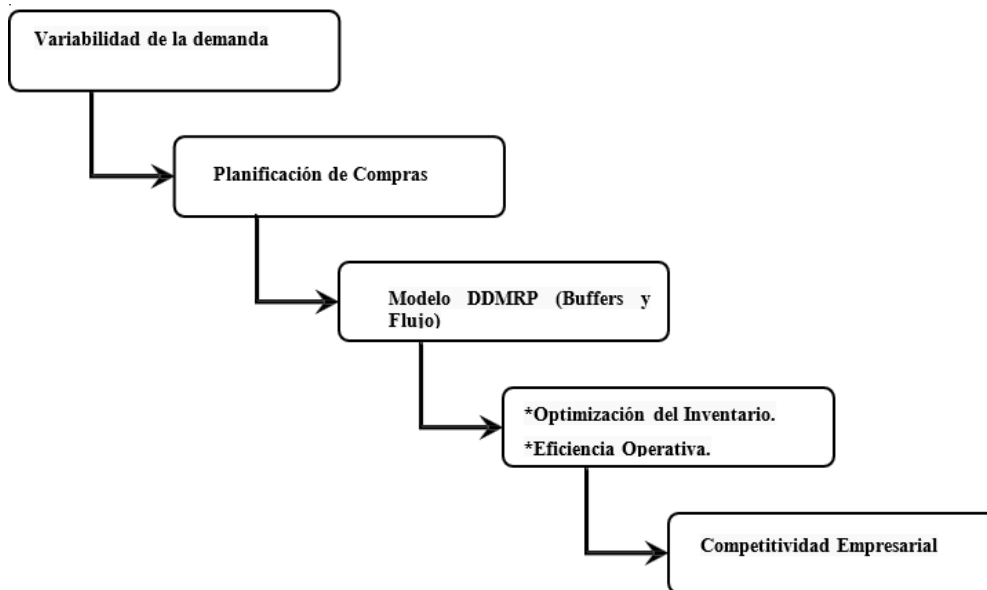 Variabilidad de la demanda
Planificación de Compras
Modelo DDMRP (Buffers y
Flujo)
*Optimización del Inventario.
*Eficiencia Operativa.
Competitividad Empresarial